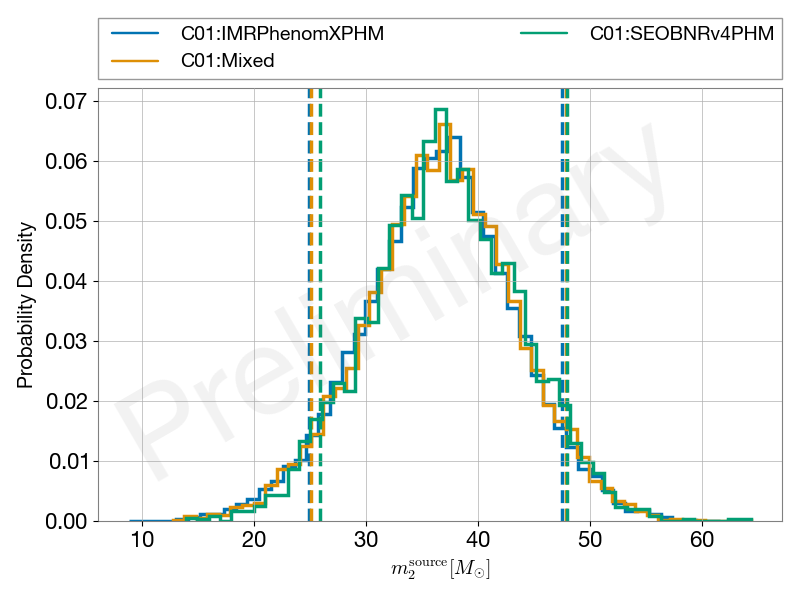 C01:IMRPhenomXPHM
C01:Mixed
C01:SEOBNRv4PHM
Preliminary
Probability Density
0.07
0.06
0.05
0.04
0.03
0.02
0.01
0.00
10 20 30 40 50 60
m₂^source [M☉]